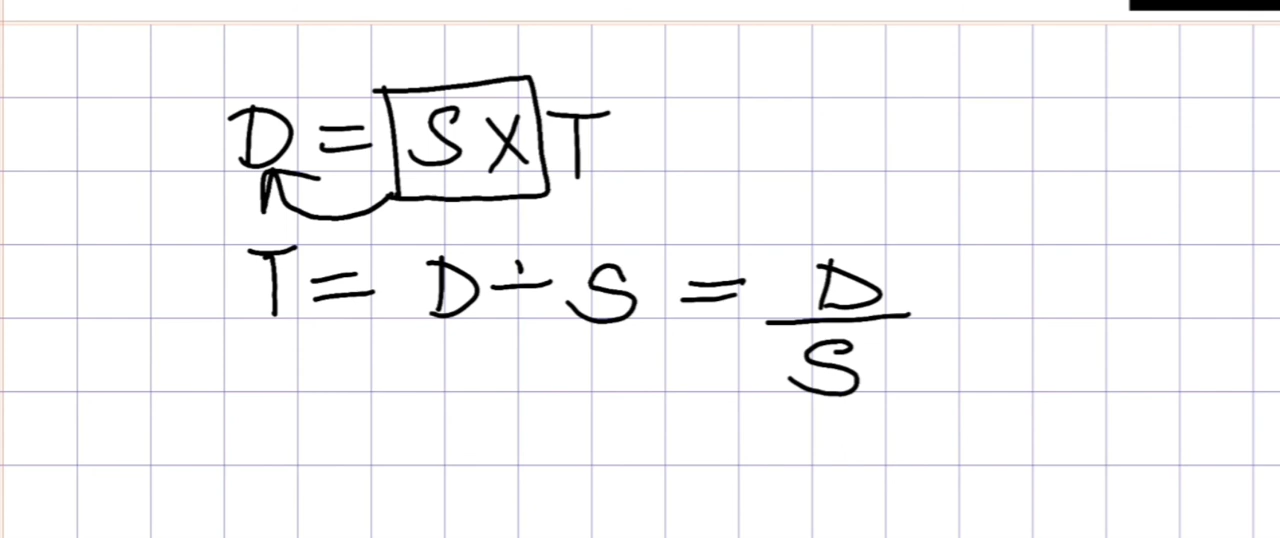 D = S X T
T = D ÷ S = D/S